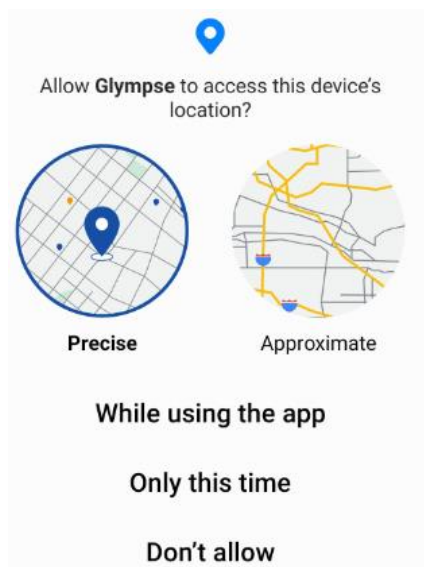 Allow Glympse to access this device's
location?
Precise
Approximate
While using the app
Only this time
Don't allow